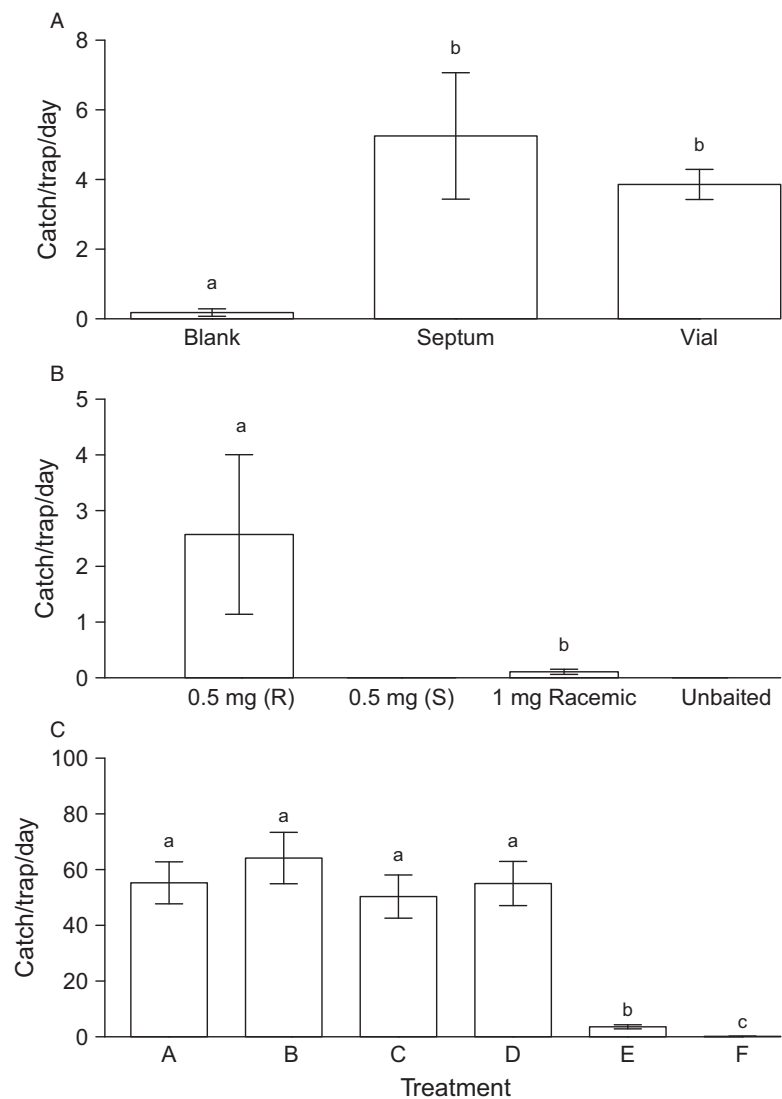 A
Catch/trap/day
8
6
4
2
0
a
b
b
Blank Septum Vial
B
Catch/trap/day
5
4
3
2
1
0
a
b
0.5 mg (R) 0.5 mg (S) 1 mg Racemic Unbaited
C
Catch/trap/day
100
80
60
40
20
0
a
a
a
a
b
c
A B C D E F
Treatment